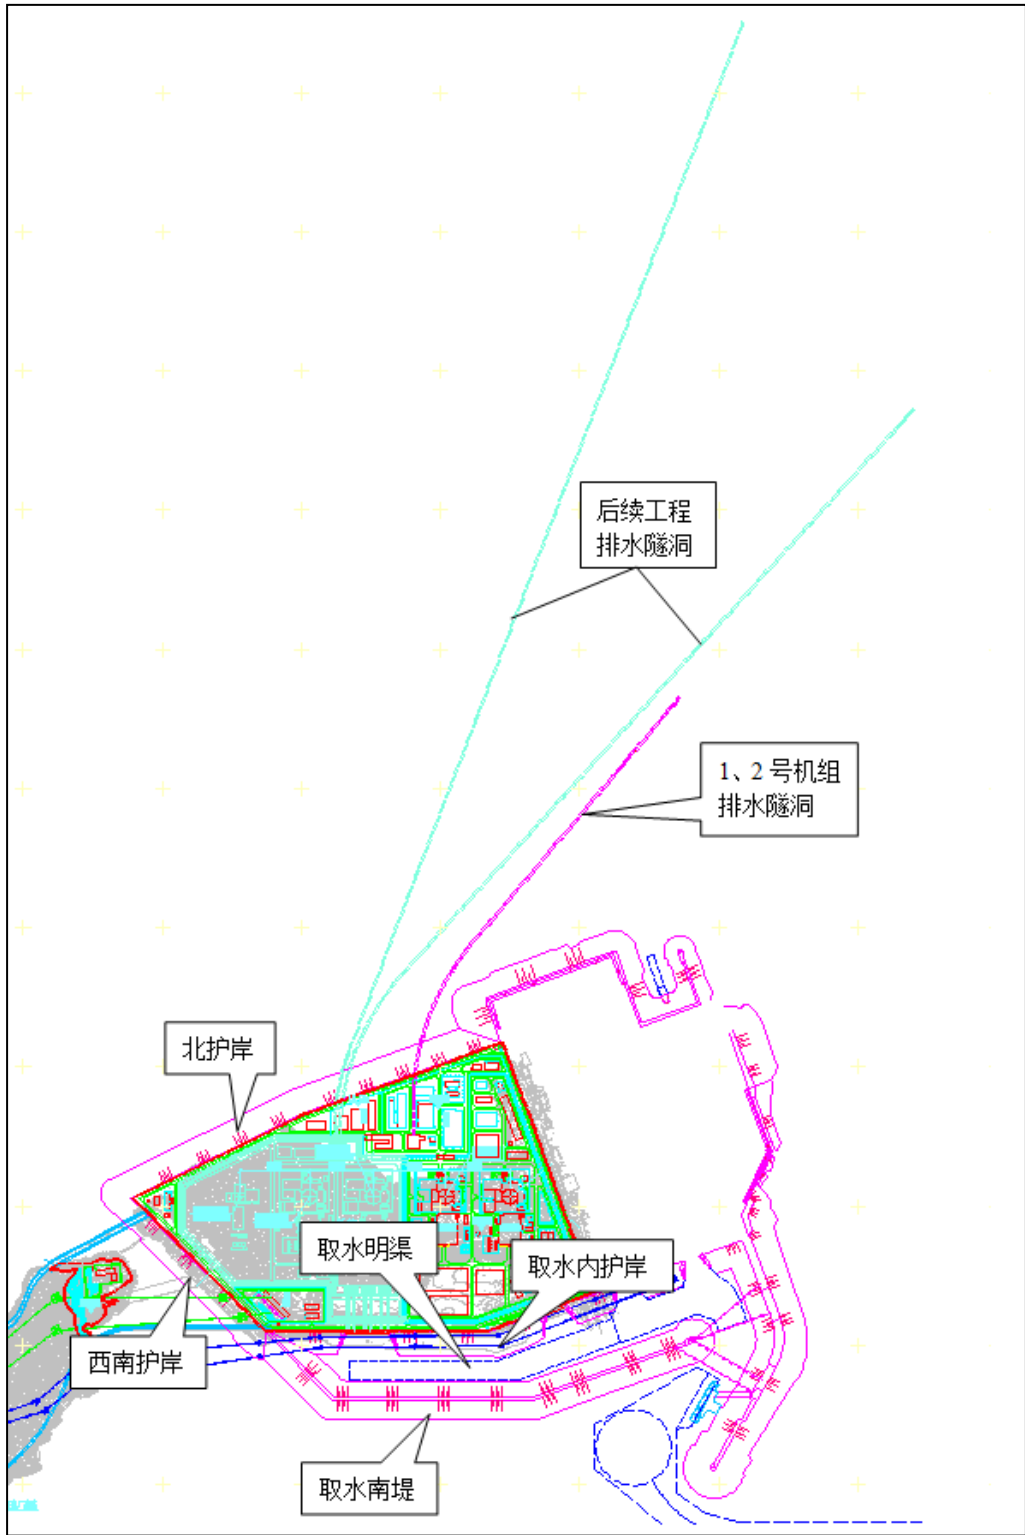 后续工程
排水隧洞
1、2 号机组
排水隧洞
北护岸
取水明渠
取水内护岸
西南护岸
取水南堤